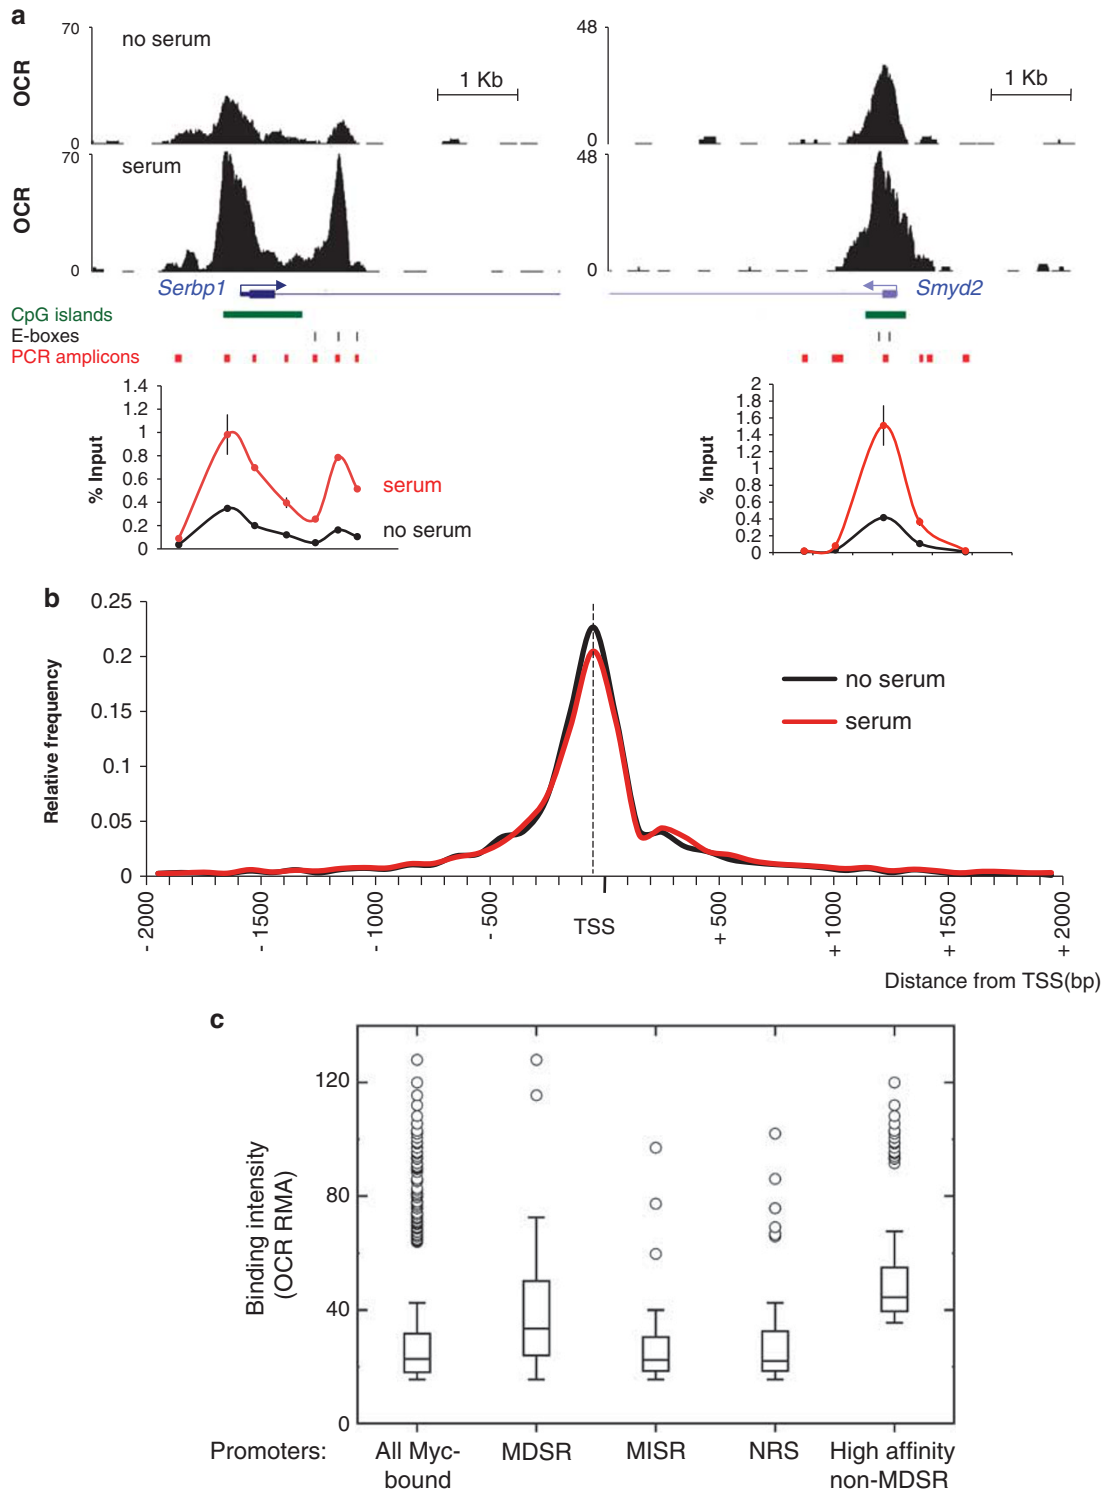 a
70
no serum
OCR
1 Kb
0
48
1 Kb
0
70
serum
OCR
0
48
0
Serbp1
Smyd2
CpG islands
E-boxes
PCR amplicons
1.4
1.2
1
0.8
0.6
0.4
0.2
0
% Input
serum
no serum
2
1.8
1.6
1.4
1.2
1
0.8
0.6
0.4
0.2
0
% Input
b
0.25
0.2
0.15
0.1
0.05
0
Relative frequency
no serum
serum
- 2000
- 1500
- 1000
- 500
TSS
+ 500
+ 1000
+ 1500
+ 2000
Distance from TSS(bp)
c
120
80
40
0
Binding intensity
(OCR RMA)
Promoters:
All Myc-
bound
MDSR
MISR
NRS
High affinity
non-MDSR